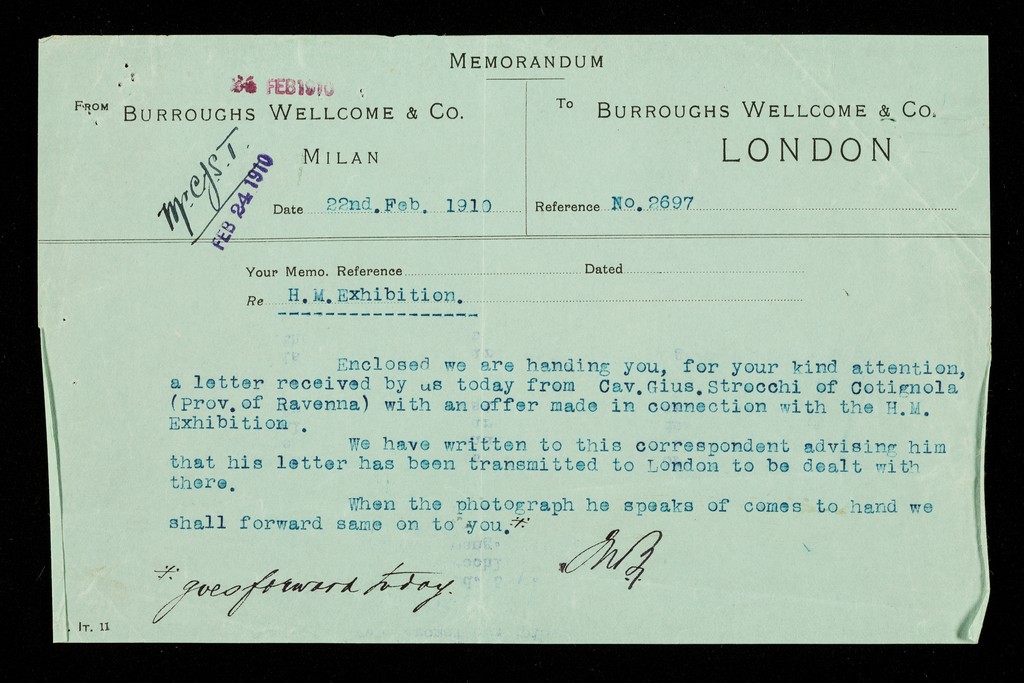 MEMORANDUM
FEB 1910
FROM BURROUGHS WELLCOME & CO.
MILAN
FEB 24 1910
Date 22nd.Feb. 1910
To BURROUGHS WELLCOME & Co.
LONDON
Reference No.2697
Your Memo. Reference Dated
Re H.M.Exhibition.
Enclosed we are handing you, for your kind attention,
a letter received by us today from Cav.Gius.Strocchi of Cotignola
(Prov.of Ravenna) with an offer made in connection with the H.M.
Exhibition .
We have written to this correspondent advising him
that his letter has been transmitted to London to be dealt with
there.
When the photograph he speaks of comes to hand we
shall forward same on to you.
goes forward today.
IT. 11